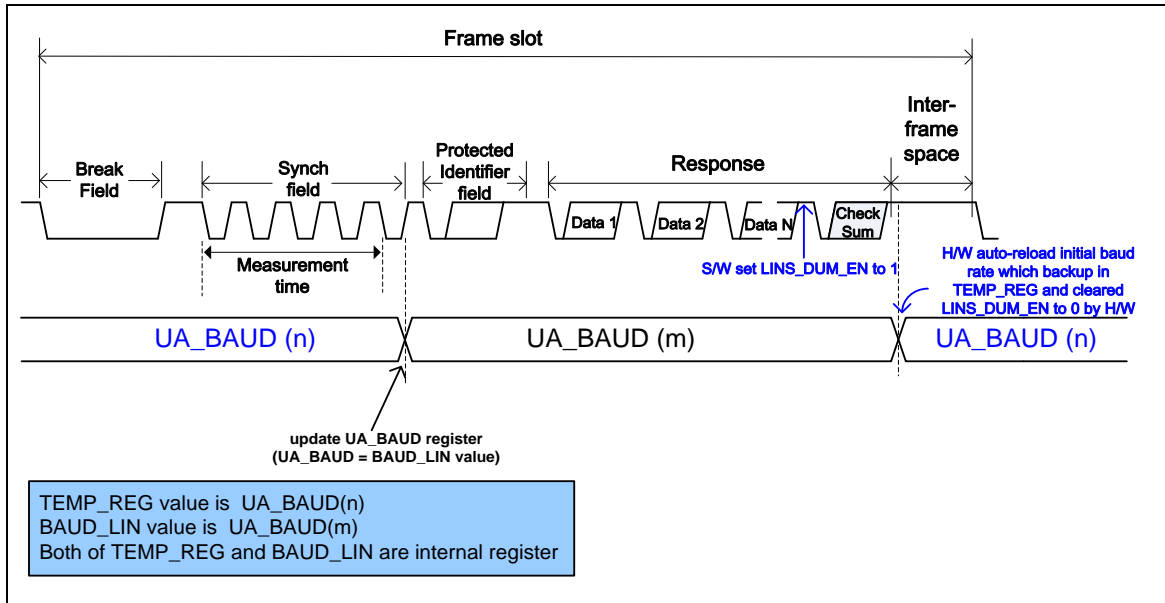 Frame slot
Inter-
frame
space
Break
Field
Synch
field
Protected
Identifier
field
Response
Data 1
Data 2
Data N
Check
Sum
Measurement
time
S/W set LINS_DUM_EN to 1
H/W auto-reload initial baud
rate which backup in
TEMP_REG and cleared
LINS_DUM_EN to 0 by H/W
UA_BAUD (n)
UA_BAUD (m)
UA_BAUD (n)
update UA_BAUD register
(UA_BAUD = BAUD_LIN value)
TEMP_REG value is UA_BAUD(n)
BAUD_LIN value is UA_BAUD(m)
Both of TEMP_REG and BAUD_LIN are internal register